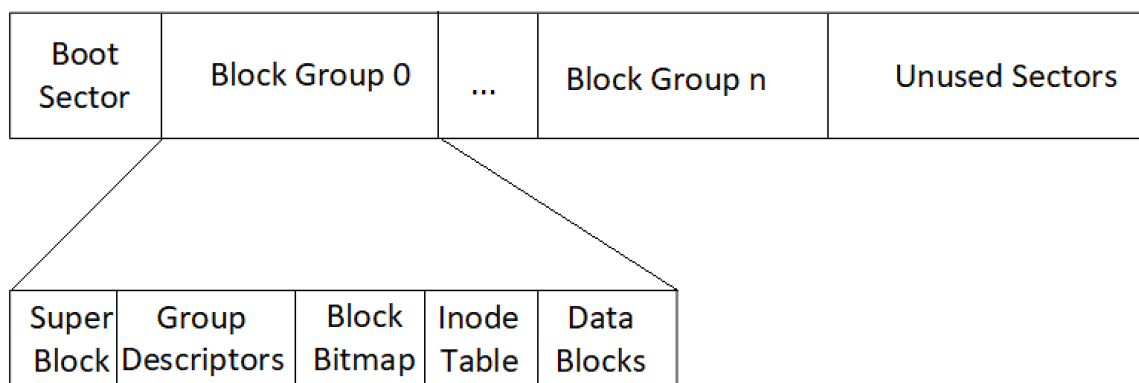 Boot
Sector
Block Group 0
...
Block Group n
Unused Sectors
Super
Block
Group
Descriptors
Block
Bitmap
Inode
Table
Data
Blocks